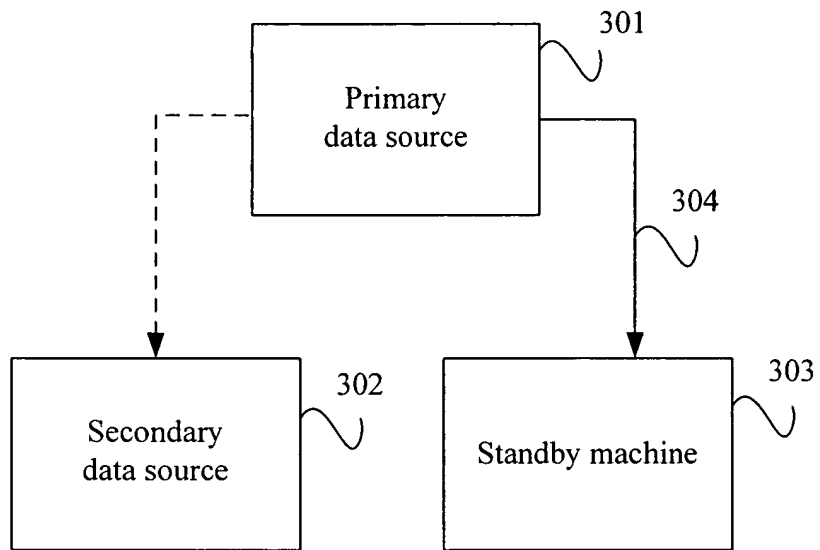 301
Primary
data source
304
302
303
Secondary
data source
Standby machine